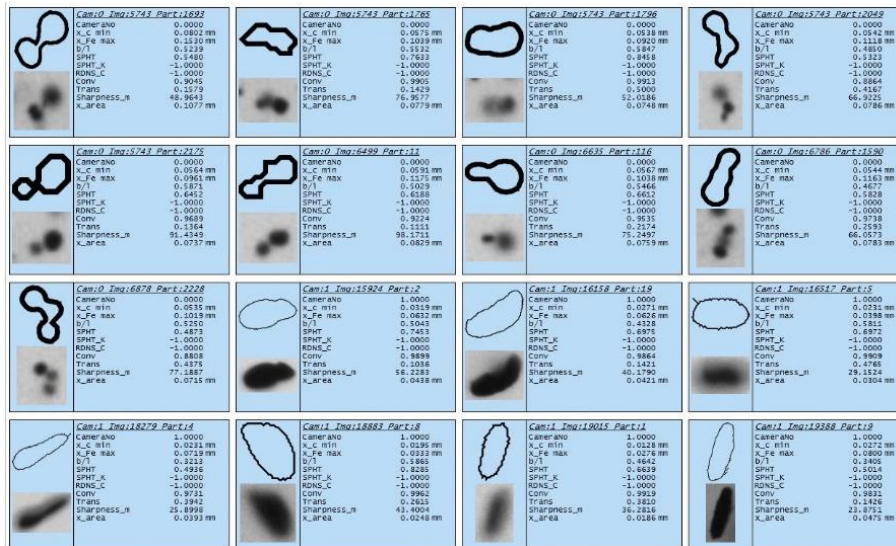 Cam:0 Img:5743 Part:1693
CameraNo 0.0000
x_c min 0.0802 mm
x_Fe max 0.1530 mm
b/l 0.5239
SPHT 0.5480
SPHT_K -1.0000
RDNS_C -1.0000
Conv 0.9045
Trans 0.1579
Sharpness_m 48.9643
x_area 0.1077 mm
Cam:0 Img:5743 Part:1765
CameraNo 0.0000
x_c min 0.0575 mm
x_Fe max 0.1039 mm
b/l 0.5532
SPHT 0.7633
SPHT_K -1.0000
RDNS_C -1.0000
Conv 0.9905
Trans 0.1429
Sharpness_m 76.9577
x_area 0.0779 mm
Cam:0 Img:5743 Part:1796
CameraNo 0.0000
x_c min 0.0538 mm
x_Fe max 0.0920 mm
b/l 0.5847
SPHT 0.8458
SPHT_K -1.0000
RDNS_C -1.0000
Conv 0.9913
Trans 0.5000
Sharpness_m 52.0186
x_area 0.0748 mm
Cam:0 Img:5743 Part:2049
CameraNo 0.0000
x_c min 0.0542 mm
x_Fe max 0.1118 mm
b/l 0.4850
SPHT 0.5323
SPHT_K -1.0000
RDNS_C -1.0000
Conv 0.8864
Trans 0.4167
Sharpness_m 66.9225
x_area 0.0786 mm
Cam:0 Img:5743 Part:2175
CameraNo 0.0000
x_c min 0.0564 mm
x_Fe max 0.0961 mm
b/l 0.5871
SPHT 0.6452
SPHT_K -1.0000
RDNS_C -1.0000
Conv 0.9689
Trans 0.1364
Sharpness_m 91.4349
x_area 0.0737 mm
Cam:0 Img:6499 Part:11
CameraNo 0.0000
x_c min 0.0591 mm
x_Fe max 0.1175 mm
b/l 0.5029
SPHT 0.6188
SPHT_K -1.0000
RDNS_C -1.0000
Conv 0.9224
Trans 0.1111
Sharpness_m 98.1711
x_area 0.0829 mm
Cam:0 Img:6635 Part:116
CameraNo 0.0000
x_c min 0.0567 mm
x_Fe max 0.1038 mm
b/l 0.5466
SPHT 0.6612
SPHT_K -1.0000
RDNS_C -1.0000
Conv 0.9535
Trans 0.2174
Sharpness_m 75.2497
x_area 0.0759 mm
Cam:0 Img:6786 Part:1590
CameraNo 0.0000
x_c min 0.0544 mm
x_Fe max 0.1163 mm
b/l 0.4677
SPHT 0.5828
SPHT_K -1.0000
RDNS_C -1.0000
Conv 0.9738
Trans 0.2593
Sharpness_m 66.0573
x_area 0.0783 mm
Cam:0 Img:6878 Part:2228
CameraNo 0.0000
x_c min 0.0535 mm
x_Fe max 0.1019 mm
b/l 0.5250
SPHT 0.4873
SPHT_K -1.0000
RDNS_C -1.0000
Conv 0.8808
Trans 0.4375
Sharpness_m 77.1887
x_area 0.0715 mm
Cam:1 Img:15924 Part:2
CameraNo 1.0000
x_c min 0.0319 mm
x_Fe max 0.0632 mm
b/l 0.5043
SPHT 0.7453
SPHT_K -1.0000
RDNS_C -1.0000
Conv 0.9899
Trans 0.1036
Sharpness_m 56.2283
x_area 0.0438 mm
Cam:1 Img:16158 Part:19
CameraNo 1.0000
x_c min 0.0271 mm
x_Fe max 0.0626 mm
b/l 0.4328
SPHT 0.6975
SPHT_K -1.0000
RDNS_C -1.0000
Conv 0.9864
Trans 0.1421
Sharpness_m 40.1790
x_area 0.0421 mm
Cam:1 Img:16517 Part:5
CameraNo 1.0000
x_c min 0.0231 mm
x_Fe max 0.0398 mm
b/l 0.5811
SPHT 0.6972
SPHT_K -1.0000
RDNS_C -1.0000
Conv 0.9909
Trans 0.4765
Sharpness_m 29.1524
x_area 0.0304 mm
Cam:1 Img:18279 Part:4
CameraNo 1.0000
x_c min 0.0231 mm
x_Fe max 0.0719 mm
b/l 0.3213
SPHT 0.4936
SPHT_K -1.0000
RDNS_C -1.0000
Conv 0.9731
Trans 0.3942
Sharpness_m 25.8998
x_area 0.0393 mm
Cam:1 Img:18883 Part:8
CameraNo 1.0000
x_c min 0.0195 mm
x_Fe max 0.0333 mm
b/l 0.5865
SPHT 0.8285
SPHT_K -1.0000
RDNS_C -1.0000
Conv 0.9962
Trans 0.2615
Sharpness_m 43.4004
x_area 0.0248 mm
Cam:1 Img:19015 Part:1
CameraNo 1.0000
x_c min 0.0128 mm
x_Fe max 0.0276 mm
b/l 0.4642
SPHT 0.6639
SPHT_K -1.0000
RDNS_C -1.0000
Conv 0.9919
Trans 0.3810
Sharpness_m 36.2816
x_area 0.0186 mm
Cam:1 Img:19388 Part:9
CameraNo 1.0000
x_c min 0.0272 mm
x_Fe max 0.0800 mm
b/l 0.3405
SPHT 0.5014
SPHT_K -1.0000
RDNS_C -1.0000
Conv 0.9831
Trans 0.1426
Sharpness_m 23.8751
x_area 0.0475 mm